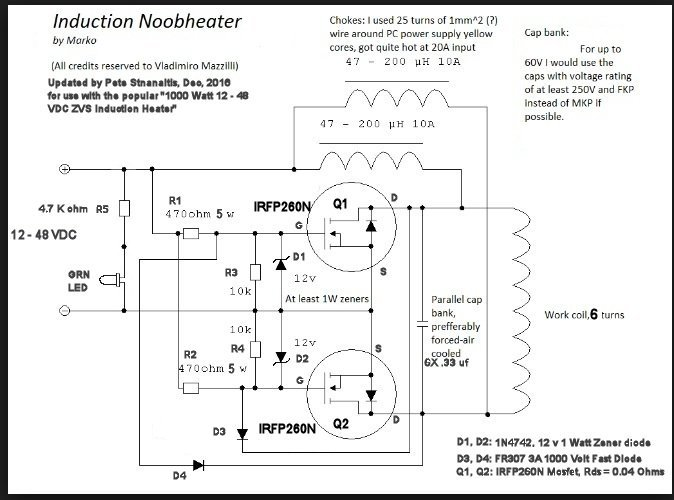 Induction Noobheater
by Marko
(All credits reserved to Vladimiro Mazzilli)
Updated by Pete Stnanaitis, Dec, 2016
for use with the popular "1000 Watt 12 - 48
VDC ZVS Induction Heater"
Chokes: I used 25 turns of 1mm^2 (?)
wire around PC power supply yellow
cores, got quite hot at 20A input
47 - 200 µH 10A
47 - 200 µH 10A
Cap bank:
For up to
60V I would use the
caps with voltage rating
of at least 250V and FKP
instead of MKP if
possible.
4.7 K ohm R5
12 - 48 VDC
GRN
LED
R1
470ohm 5 w
IRFP260N
Q1
D
G
S
D1
12v
R3
10k
At least 1W zeners
10k
R4
12v
D2
R2
470ohm 5 w
G
S
D
Q2
IRFP260N
D3
D4
Parallel cap
bank,
prefferably
forced-air
cooled
6X .33 uf
Work coil, 6 turns
D1, D2: 1N4742, 12 v 1 Watt Zener diode
D3, D4: FR307 3A 1000 Volt Fast Diode
Q1, Q2: IRFP260N Mosfet, Rds = 0.04 Ohms